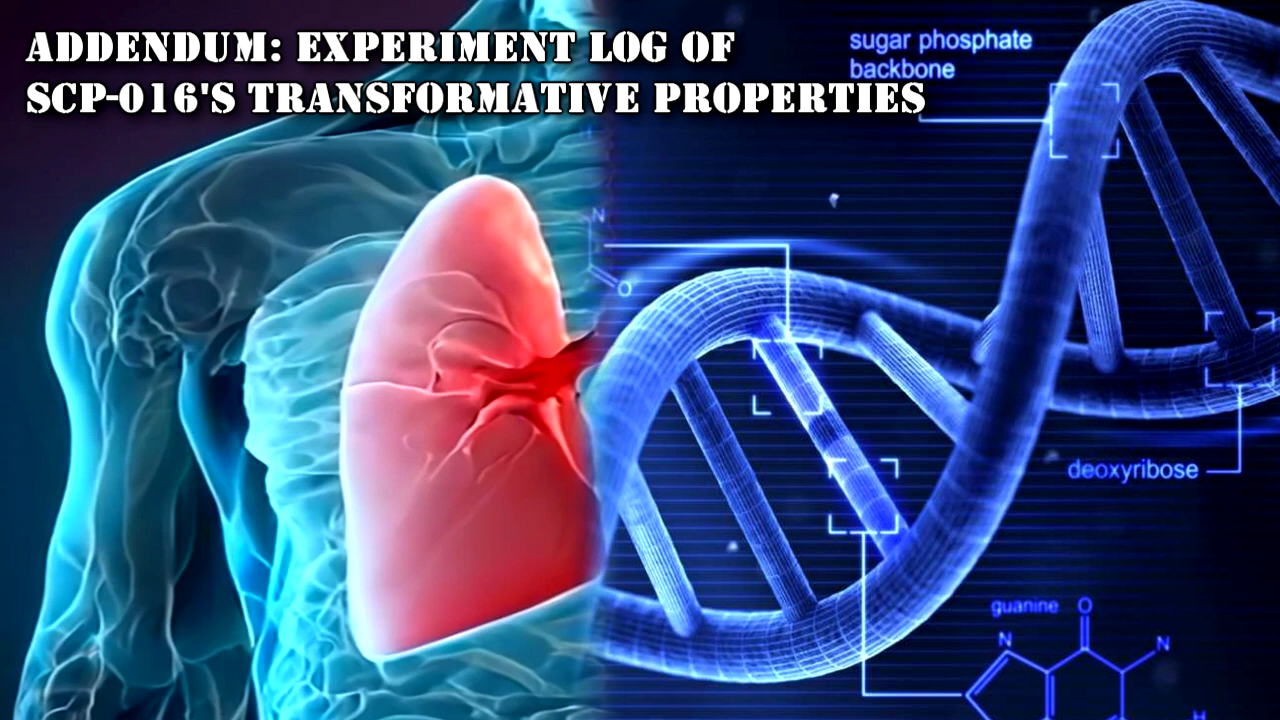 ADDENDUM: EXPERIMENT LOG OF
SCP-016'S TRANSFORMATIVE PROPERTIES
sugar phosphate
backbone
N
O
deoxyribose
guanine
O
N
N
H